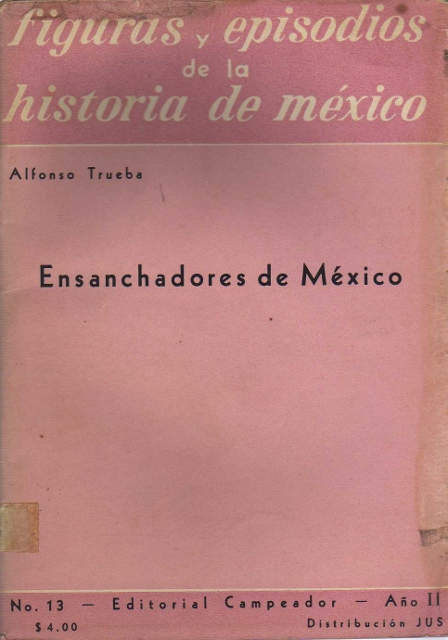 figuras y episodios
de la
historia de méxico
Alfonso Trueba
Ensanchadores de México
No. 13 — Editorial Campeador — Año II
$ 4.00 Distribución JUS